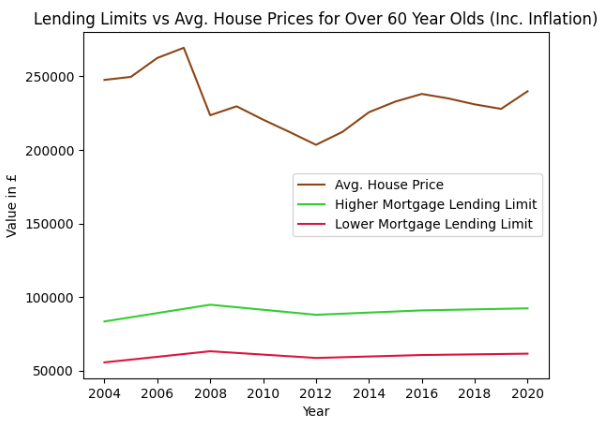 Lending Limits vs Avg. House Prices for Over 60 Year Olds (Inc. Inflation)
250000
200000
150000
100000
50000
Value in £
Avg. House Price
Higher Mortgage Lending Limit
Lower Mortgage Lending Limit
2004 2006 2008 2010 2012 2014 2016 2018 2020
Year